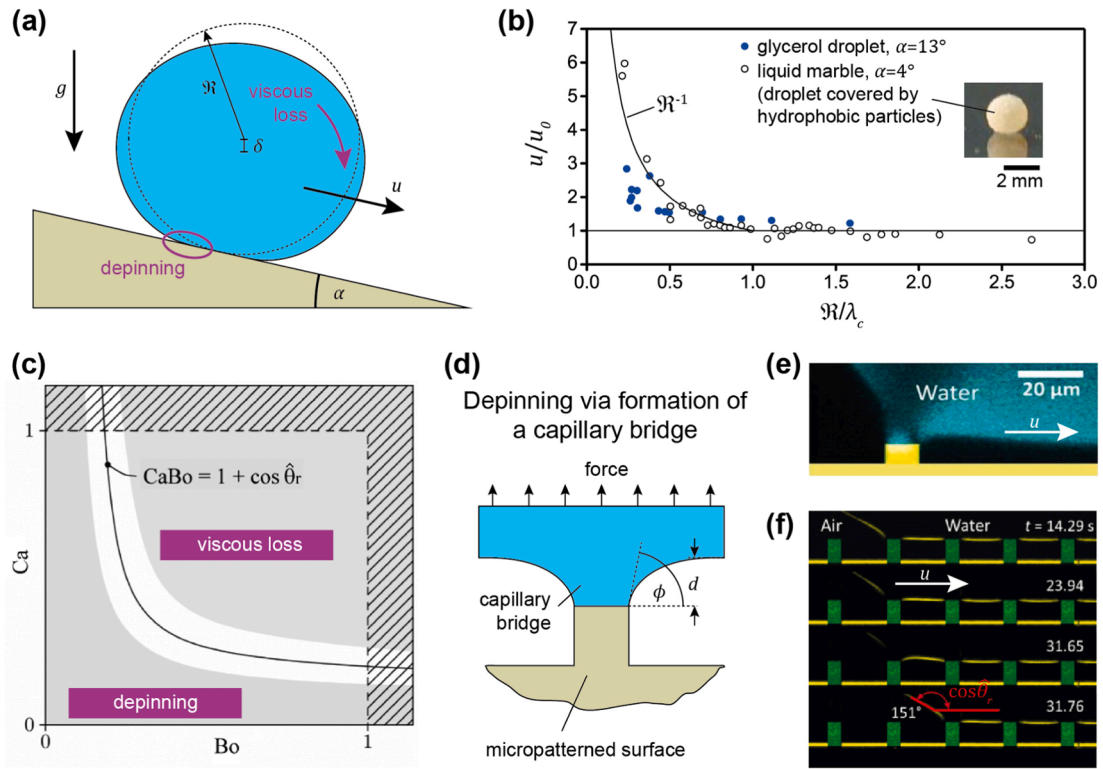 (a)
g
ℜ
viscous
loss
δ
u
depinning
α
(b)
u/u₀
7
6
5
4
3
2
1
0
glycerol droplet, α=13°
liquid marble, α=4°
(droplet covered by
hydrophobic particles)
ℜ⁻¹
2 mm
0.0 0.5 1.0 1.5 2.0 2.5 3.0
ℜ/λc
(c)
1
CaBo = 1 + cos θ̂r
viscous loss
Ca
depinning
0
0 Bo 1
(d)
Depinning via formation of
a capillary bridge
force
d
ϕ
capillary
bridge
micropatterned surface
(e)
Water
20 µm
u
(f)
Air Water t = 14.29 s
u
23.94
31.65
cosθ̂r
31.76
151°